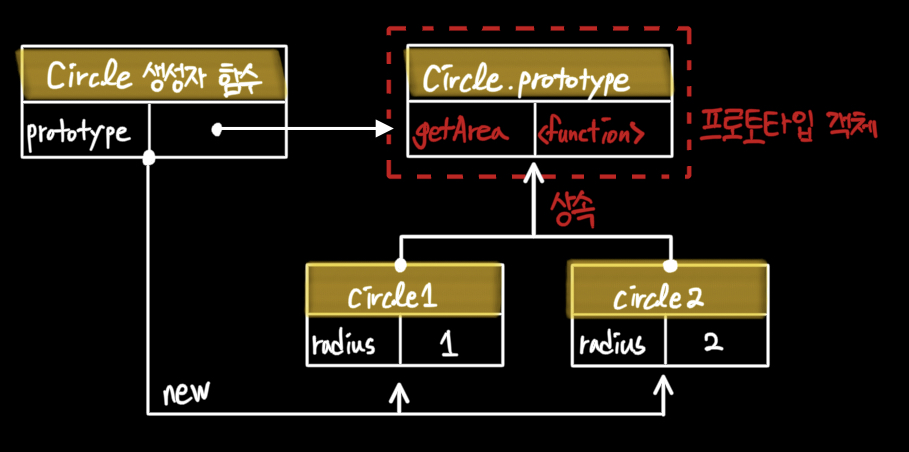 Circle 생성자 함수
prototype
Circle.prototype
getArea <function>
프로토타입 객체
상속
circle1
radius 1
circle2
radius 2
new